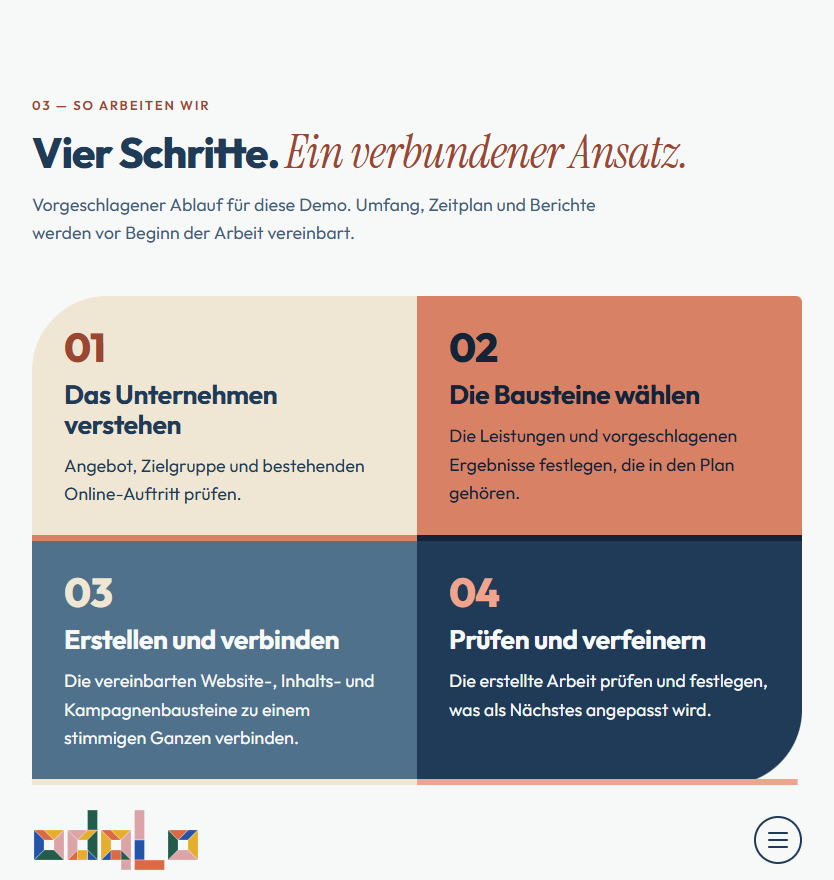 03 — SO ARBEITEN WIR
Vier Schritte. Ein verbundener Ansatz.
Vorgeschlagener Ablauf für diese Demo. Umfang, Zeitplan und Berichte
werden vor Beginn der Arbeit vereinbart.
01
Das Unternehmen
verstehen
Angebot, Zielgruppe und bestehenden
Online-Auftritt prüfen.
02
Die Bausteine wählen
Die Leistungen und vorgeschlagenen
Ergebnisse festlegen, die in den Plan
gehören.
03
Erstellen und verbinden
Die vereinbarten Website-, Inhalts- und
Kampagnenbausteine zu einem
stimmigen Ganzen verbinden.
04
Prüfen und verfeinern
Die erstellte Arbeit prüfen und festlegen,
was als Nächstes angepasst wird.